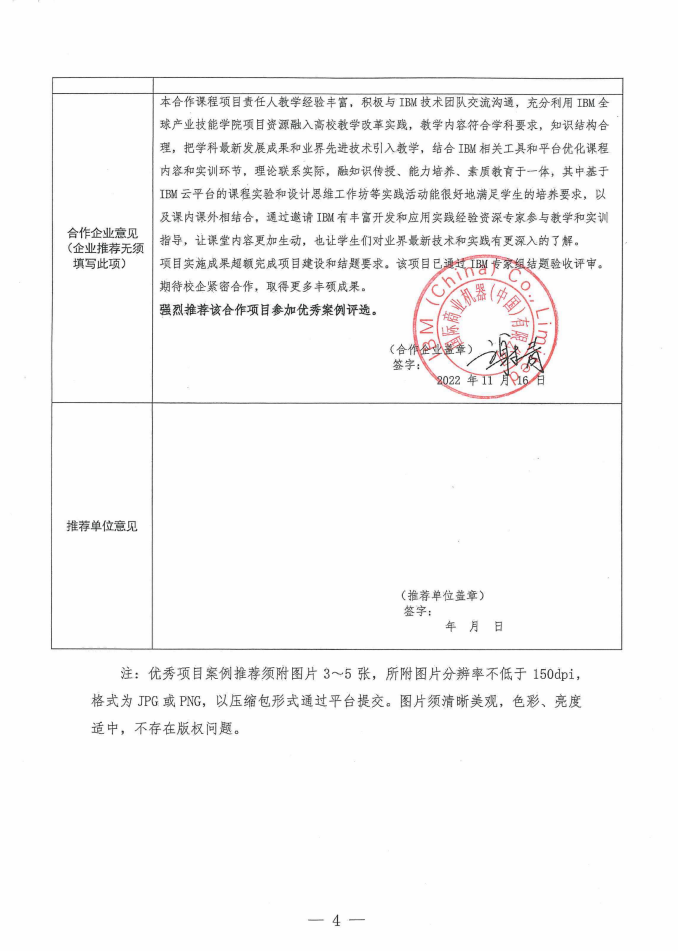 合作企业意见
（企业推荐无须
填写此项）
本合作课程项目责任人教学经验丰富，积极与 IBM 技术团队交流沟通，充分利用 IBM 全
球产业技能学院项目资源融入高校教学改革实践，教学内容符合学科要求，知识结构合
理，把学科最新发展成果和业界先进技术引入教学，结合 IBM 相关工具和平台优化课程
内容和实训环节，理论联系实际，融知识传授、能力培养、素质教育于一体，其中基于
IBM 云平台的课程实验和设计思维工作坊等实践活动能很好地满足学生的培养要求，以
及课内课外相结合，通过邀请 IBM 有丰富开发和应用实践经验资深专家参与教学和实训
指导，让课堂内容更加生动，也让学生们对业界最新技术和实践有更深入的了解。
项目实施成果超额完成项目建设和结题要求。该项目已通过 IBM 专家组结题验收评审。
期待校企紧密合作，取得更多丰硕成果。
强烈推荐该合作项目参加优秀案例评选。
IBM (China) Co., Limited
国际商业机器（中国）有限公司
（合作企业盖章）
签字：
2022 年 11 月 16 日
推荐单位意见
（推荐单位盖章）
签字：
年 月 日
注：优秀项目案例推荐须附图片 3～5 张，所附图片分辨率不低于 150dpi，
格式为 JPG 或 PNG，以压缩包形式通过平台提交。图片须清晰美观，色彩、亮度
适中，不存在版权问题。
— 4 —